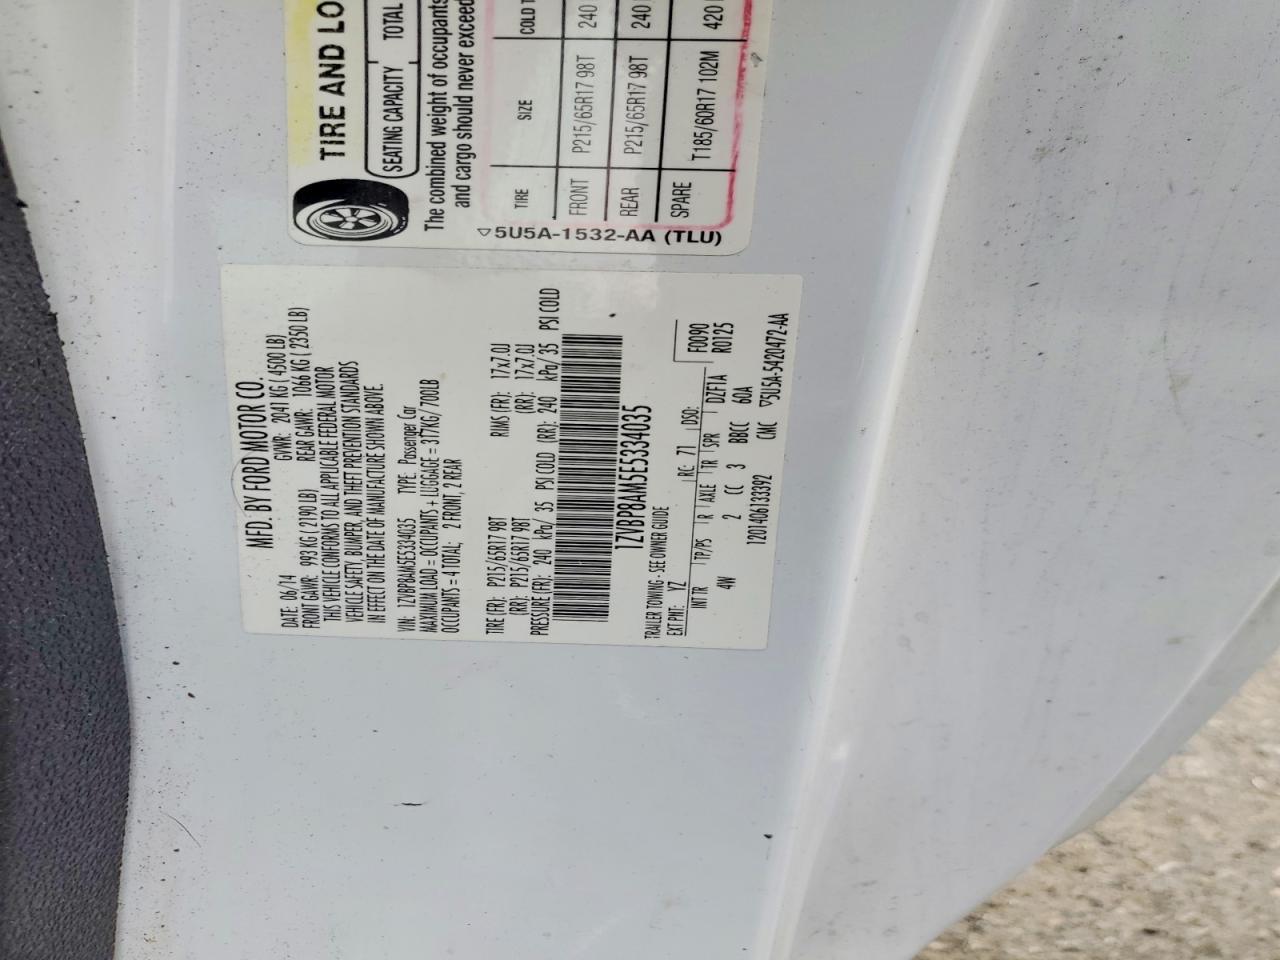 TIRE AND LO
SEATING CAPACITY TOTAL
The combined weight of occupants
and cargo should never exceed
TIRE SIZE COLD T
FRONT P215/65R17 98T 240
REAR P215/65R17 98T 240
SPARE T185/60R17 102M 420
▽5U5A-1532-AA (TLU)
MFD. BY FORD MOTOR CO.
DATE: 06/14 GVWR: 2041 KG ( 4500 LB)
FRONT GAWR: 993 KG ( 2190 LB) REAR GAWR: 1066 KG ( 2350 LB)
THIS VEHICLE CONFORMS TO ALL APPLICABLE FEDERAL MOTOR
VEHICLE SAFETY, BUMPER, AND THEFT PREVENTION STANDARDS
IN EFFECT ON THE DATE OF MANUFACTURE SHOWN ABOVE.
VIN: 1ZVBP8AM5E5334035 TYPE: Passenger Car
MAXIMUM LOAD = OCCUPANTS + LUGGAGE = 317KG/ 700LB
OCCUPANTS = 4 TOTAL; 2 FRONT, 2 REAR
TIRE (FR): P215/65R17 98T RIMS (FR): 17x7.0J
(RR): P215/65R17 98T (RR): 17x7.0J
PRESSURE (FR): 240 kPa/ 35 PSI COLD (RR): 240 kPa/ 35 PSI COLD
1ZVBP8AM5E5334035
TRAILER TOWING - SEE OWNER GUIDE F0090
EXT PNT: YZ RC: 71 DSO: R0125
INT TR TP/PS R AXLE TR SPR DZF1A
4W 2 CC 3 BBCC 60A
1201406133392 CMC ▽5U5A-5420472-AA